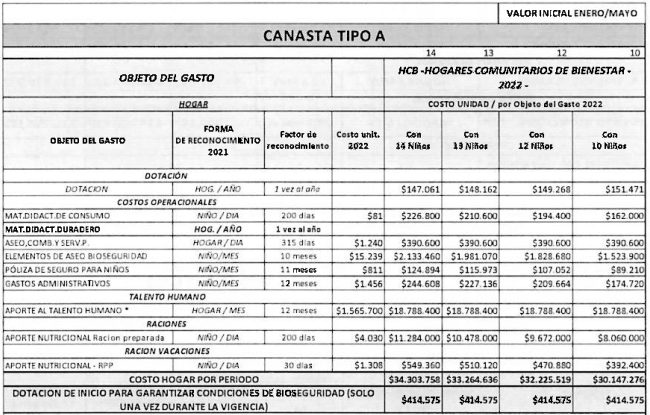 VALOR INICIAL ENERO/MAYO
CANASTA TIPO A
14 13 12 10
OBJETO DEL GASTO HCB -HOGARES COMUNITARIOS DE BIENESTAR -
2022 -
HOGAR COSTO UNIDAD / por Objeto del Gasto 2022
OBJETO DEL GASTO FORMA DE RECONOCIMIENTO 2021 Factor de reconocimiento Costo unit. 2022 Con 14 Niños Con 13 Niños Con 12 Niños Con 10 Niños
DOTACIÓN
DOTACION HOG. / AÑO 1 vez al año $147.061 $148.162 $149.268 $151.471
COSTOS OPERACIONALES
MAT.DIDACT.DE CONSUMO NIÑO / DIA 200 dias $81 $226.800 $210.600 $194.400 $162.000
MAT.DIDACT.DURADERO HOG. / AÑO 1 vez al año
ASEO,COMB.Y SERV.P. HOGAR / DIA 315 dias $1.240 $390.600 $390.600 $390.600 $390.600
ELEMENTOS DE ASEO BIOSEGURIDAD NIÑO/MES 10 meses $15.239 $2.133.460 $1.981.070 $1.828.680 $1.523.900
PÓLIZA DE SEGURO PARA NIÑOS NIÑO/MES 11 meses $811 $124.894 $115.973 $107.052 $89.210
GASTOS ADMINISTRATIVOS NIÑO/MES 12 meses $1.456 $244.608 $227.136 $209.664 $174.720
TALENTO HUMANO
APORTE AL TALENTO HUMANO * HOGAR / MES 12 meses $1.565.700 $18.788.400 $18.788.400 $18.788.400 $18.788.400
RACIONES
APORTE NUTRICIONAL Racion preparada NIÑO / DIA 200 dias $4.030 $11.284.000 $10.478.000 $9.672.000 $8.060.000
RACION VACACIONES
APORTE NUTRICIONAL - RPP NIÑO / DIA 30 dias $1.308 $549.360 $510.120 $470.880 $392.400
COSTO HOGAR POR PERIODO $34.303.758 $33.264.636 $32.225.519 $30.147.276
DOTACION DE INICIO PARA GARANTIZAR CONDICIONES DE BIOSEGURIDAD (SOLO
UNA VEZ DURANTE LA VIGENCIA) $414.575 $414.575 $414.575 $414.575